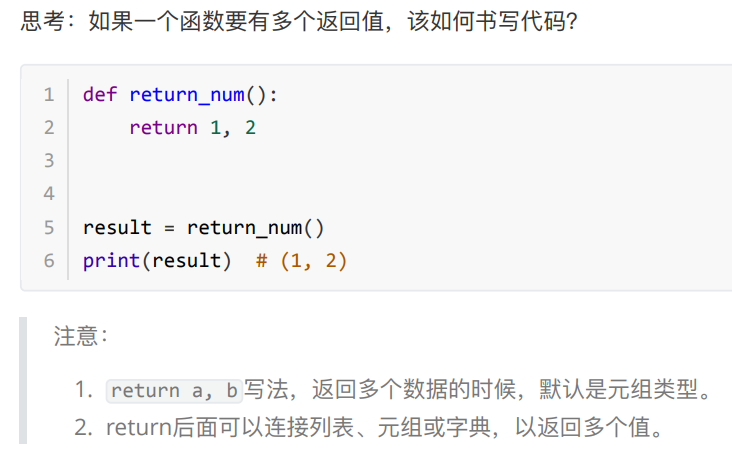 思考：如果一个函数要有多个返回值，该如何书写代码？
1 def return_num():
2     return 1, 2
3
4
5 result = return_num()
6 print(result)  # (1, 2)
注意：
1. return a, b写法，返回多个数据的时候，默认是元组类型。
2. return后面可以连接列表、元组或字典，以返回多个值。